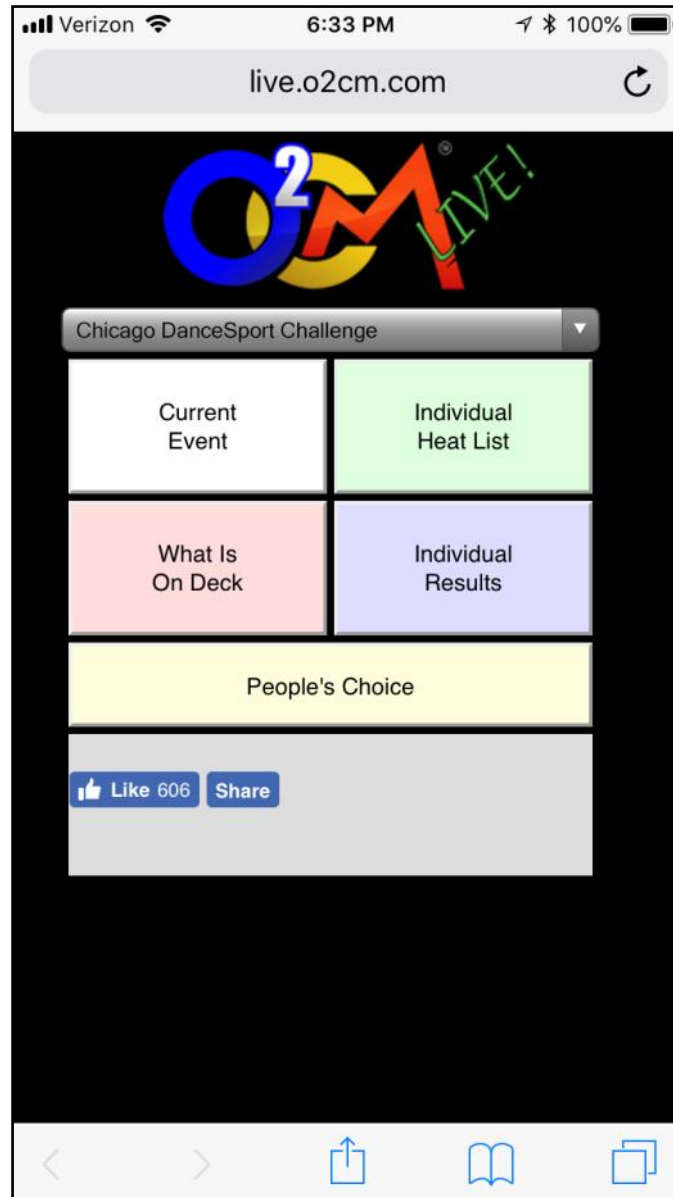 Verizon 6:33 PM 100%
live.o2cm.com
O2CM LIVE!
Chicago DanceSport Challenge
Current
Event
Individual
Heat List
What Is
On Deck
Individual
Results
People's Choice
Like 606 Share